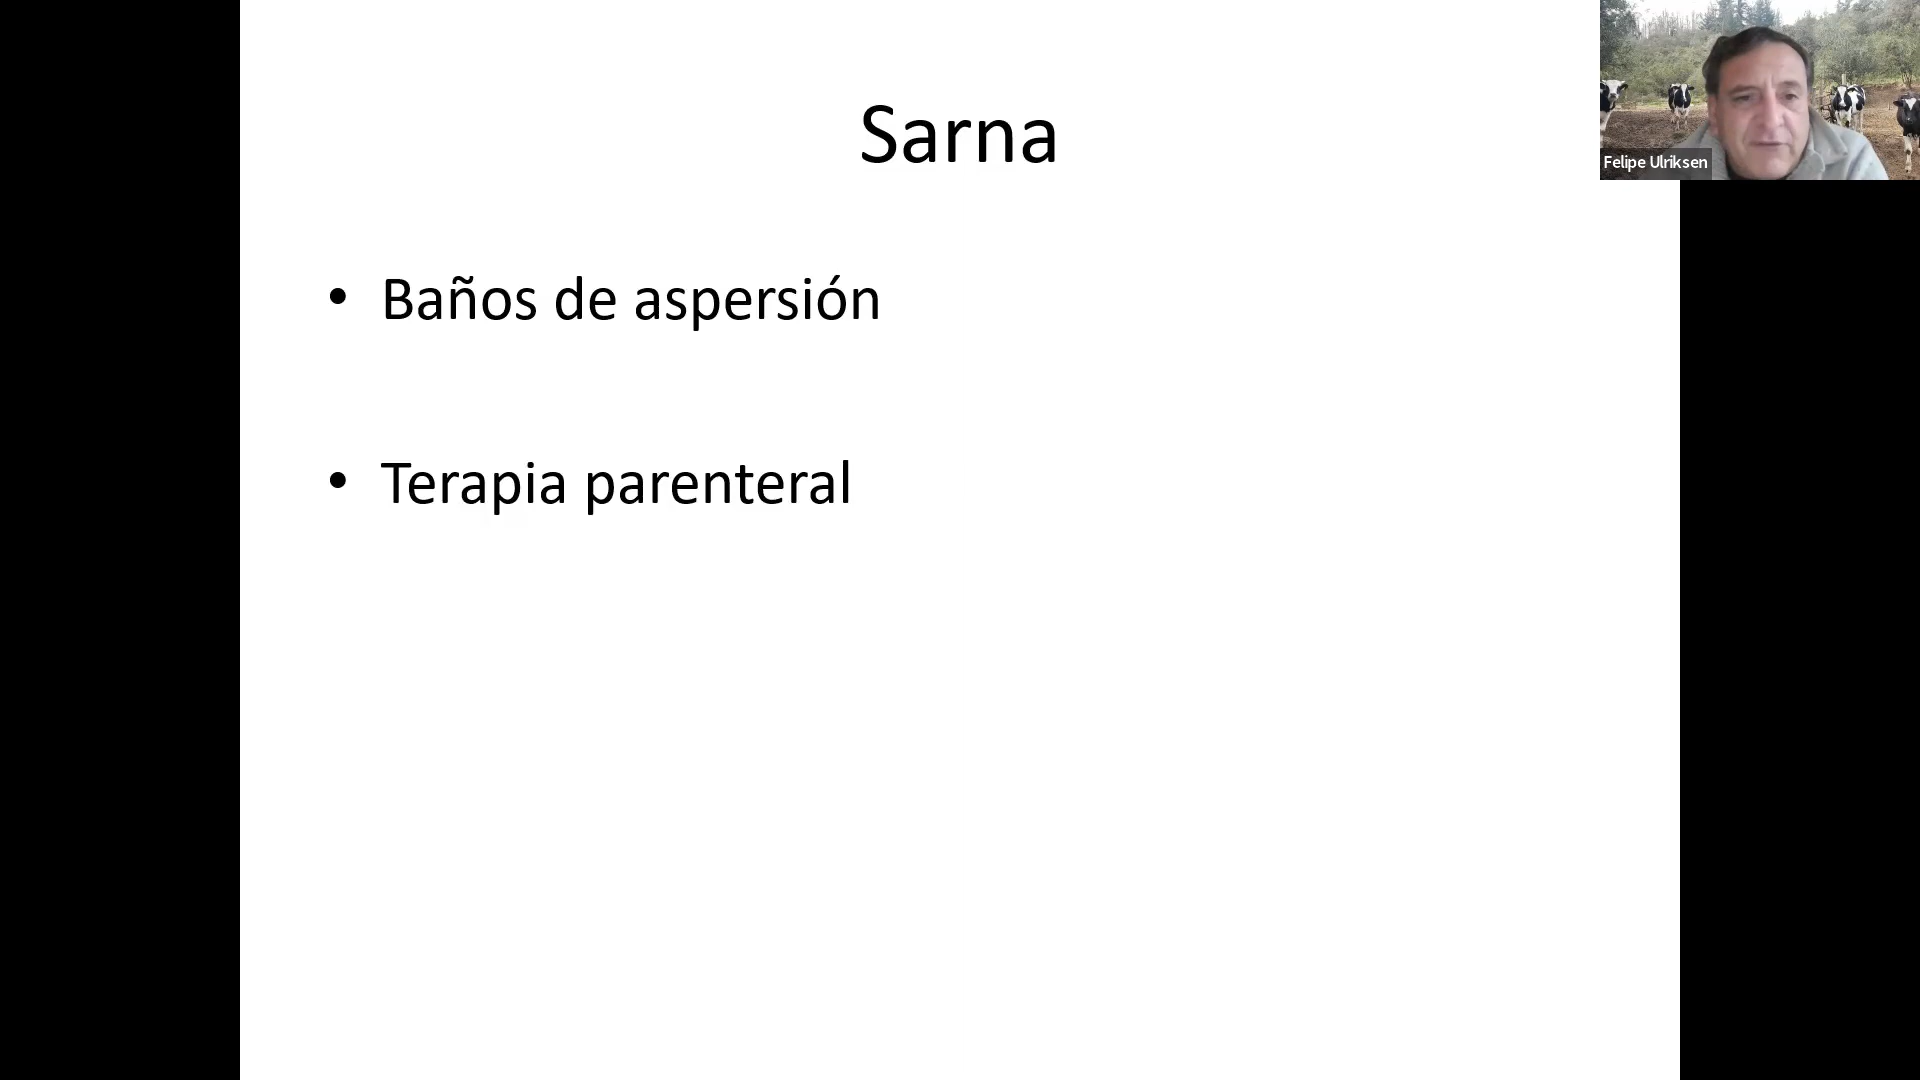 Sarna
Felipe Ulriksen
• Baños de aspersión
• Terapia parenteral